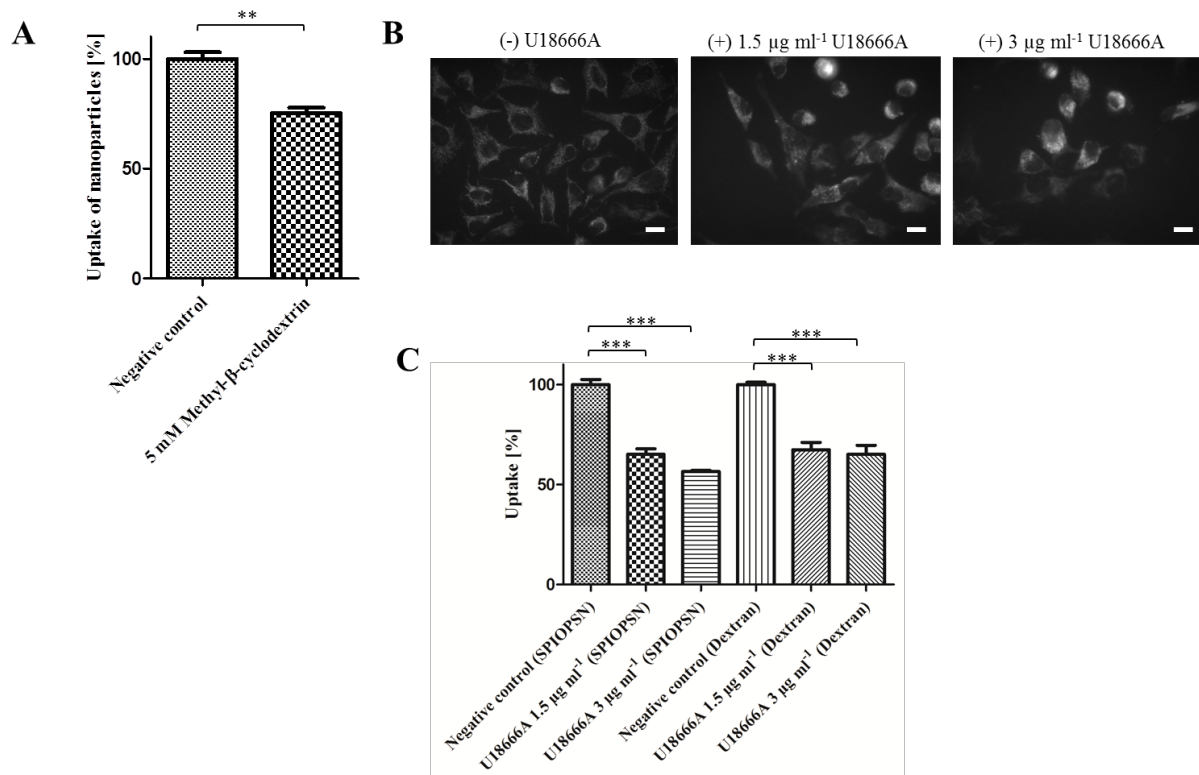 A
**
Uptake of nanoparticles [%]
100
50
0
Negative control
5 mM Methyl-β-cyclodextrin
B
(-) U18666A
(+) 1.5 µg ml⁻¹ U18666A
(+) 3 µg ml⁻¹ U18666A
C
***
***
***
***
Uptake [%]
100
50
0
Negative control (SPIOPSN)
U18666A 1.5 µg ml⁻¹ (SPIOPSN)
U18666A 3 µg ml⁻¹ (SPIOPSN)
Negative control (Dextran)
U18666A 1.5 µg ml⁻¹ (Dextran)
U18666A 3 µg ml⁻¹ (Dextran)